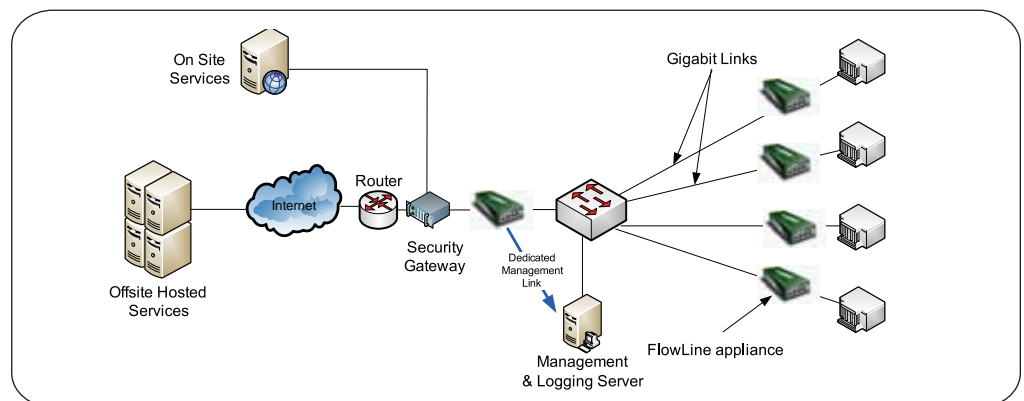 On Site
Services
Gigabit Links
Router
Internet
Security
Gateway
Dedicated
Management
Link
Offsite Hosted
Services
Management
& Logging Server
FlowLine appliance